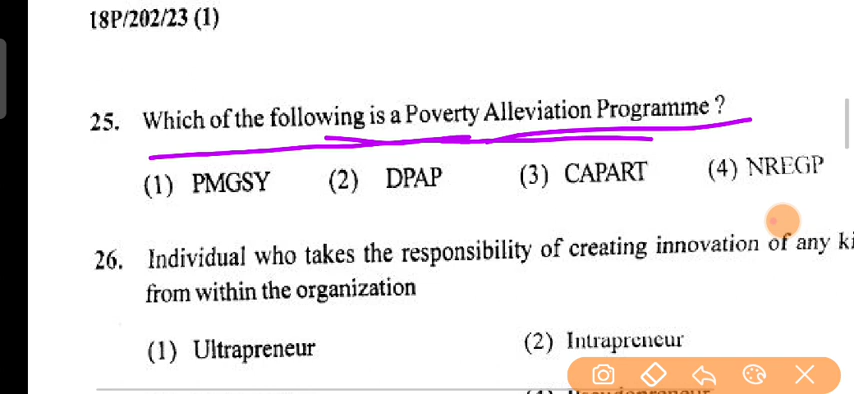 18P/202/23 (1)
25. Which of the following is a Poverty Alleviation Programme ?
(1) PMGSY (2) DPAP (3) CAPART (4) NREGP
26. Individual who takes the responsibility of creating innovation of any
from within the organization
(1) Ultrapreneur (2) Intrapreneur